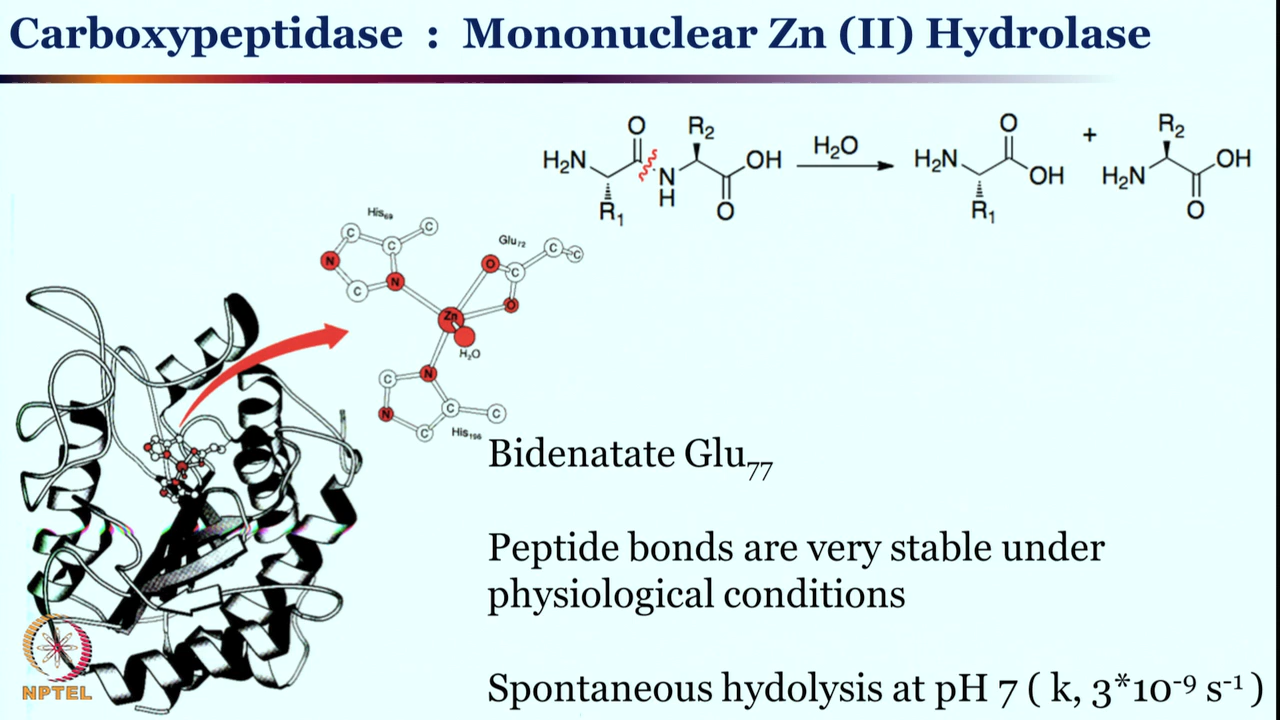 Carboxypeptidase : Mononuclear Zn (II) Hydrolase
O R₂ O + R₂
H₂N OH H₂O H₂N OH H₂N OH
N
H
R₁ O R₁ O
His₆₉
C C C
N N
C
Glu₇₂
O C C C
O
Zn
H₂O
C N
N C C
C His₁₉₆
Bidenatate Glu₇₇
Peptide bonds are very stable under
physiological conditions
Spontaneous hydolysis at pH 7 ( k, 3*10⁻⁹ s⁻¹ )
NPTEL